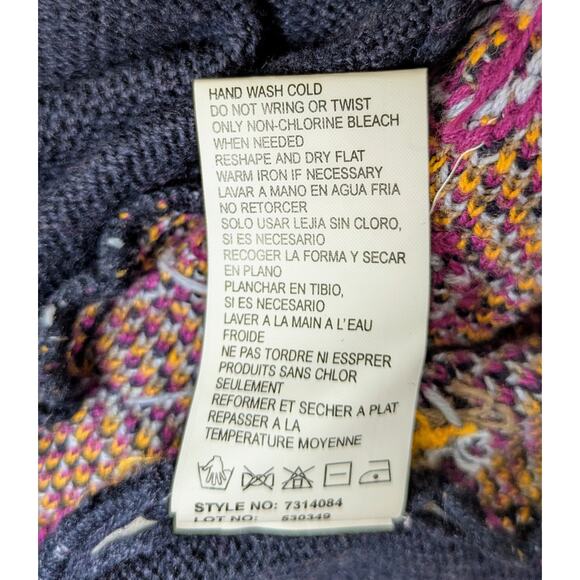 HAND WASH COLD
DO NOT WRING OR TWIST
ONLY NON-CHLORINE BLEACH
WHEN NEEDED
RESHAPE AND DRY FLAT
WARM IRON IF NECESSARY
LAVAR A MANO EN AGUA FRIA
NO RETORCER
SOLO USAR LEJIA SIN CLORO,
SI ES NECESARIO
RECOGER LA FORMA Y SECAR
EN PLANO
PLANCHAR EN TIBIO,
SI ES NECESARIO
LAVER A LA MAIN A L'EAU
FROIDE
NE PAS TORDRE NI ESSPRER
PRODUITS SANS CHLOR
SEULEMENT
REFORMER ET SECHER A PLAT
REPASSER A LA
TEMPERATURE MOYENNE
STYLE NO: 7314084
LOT NO: 530349